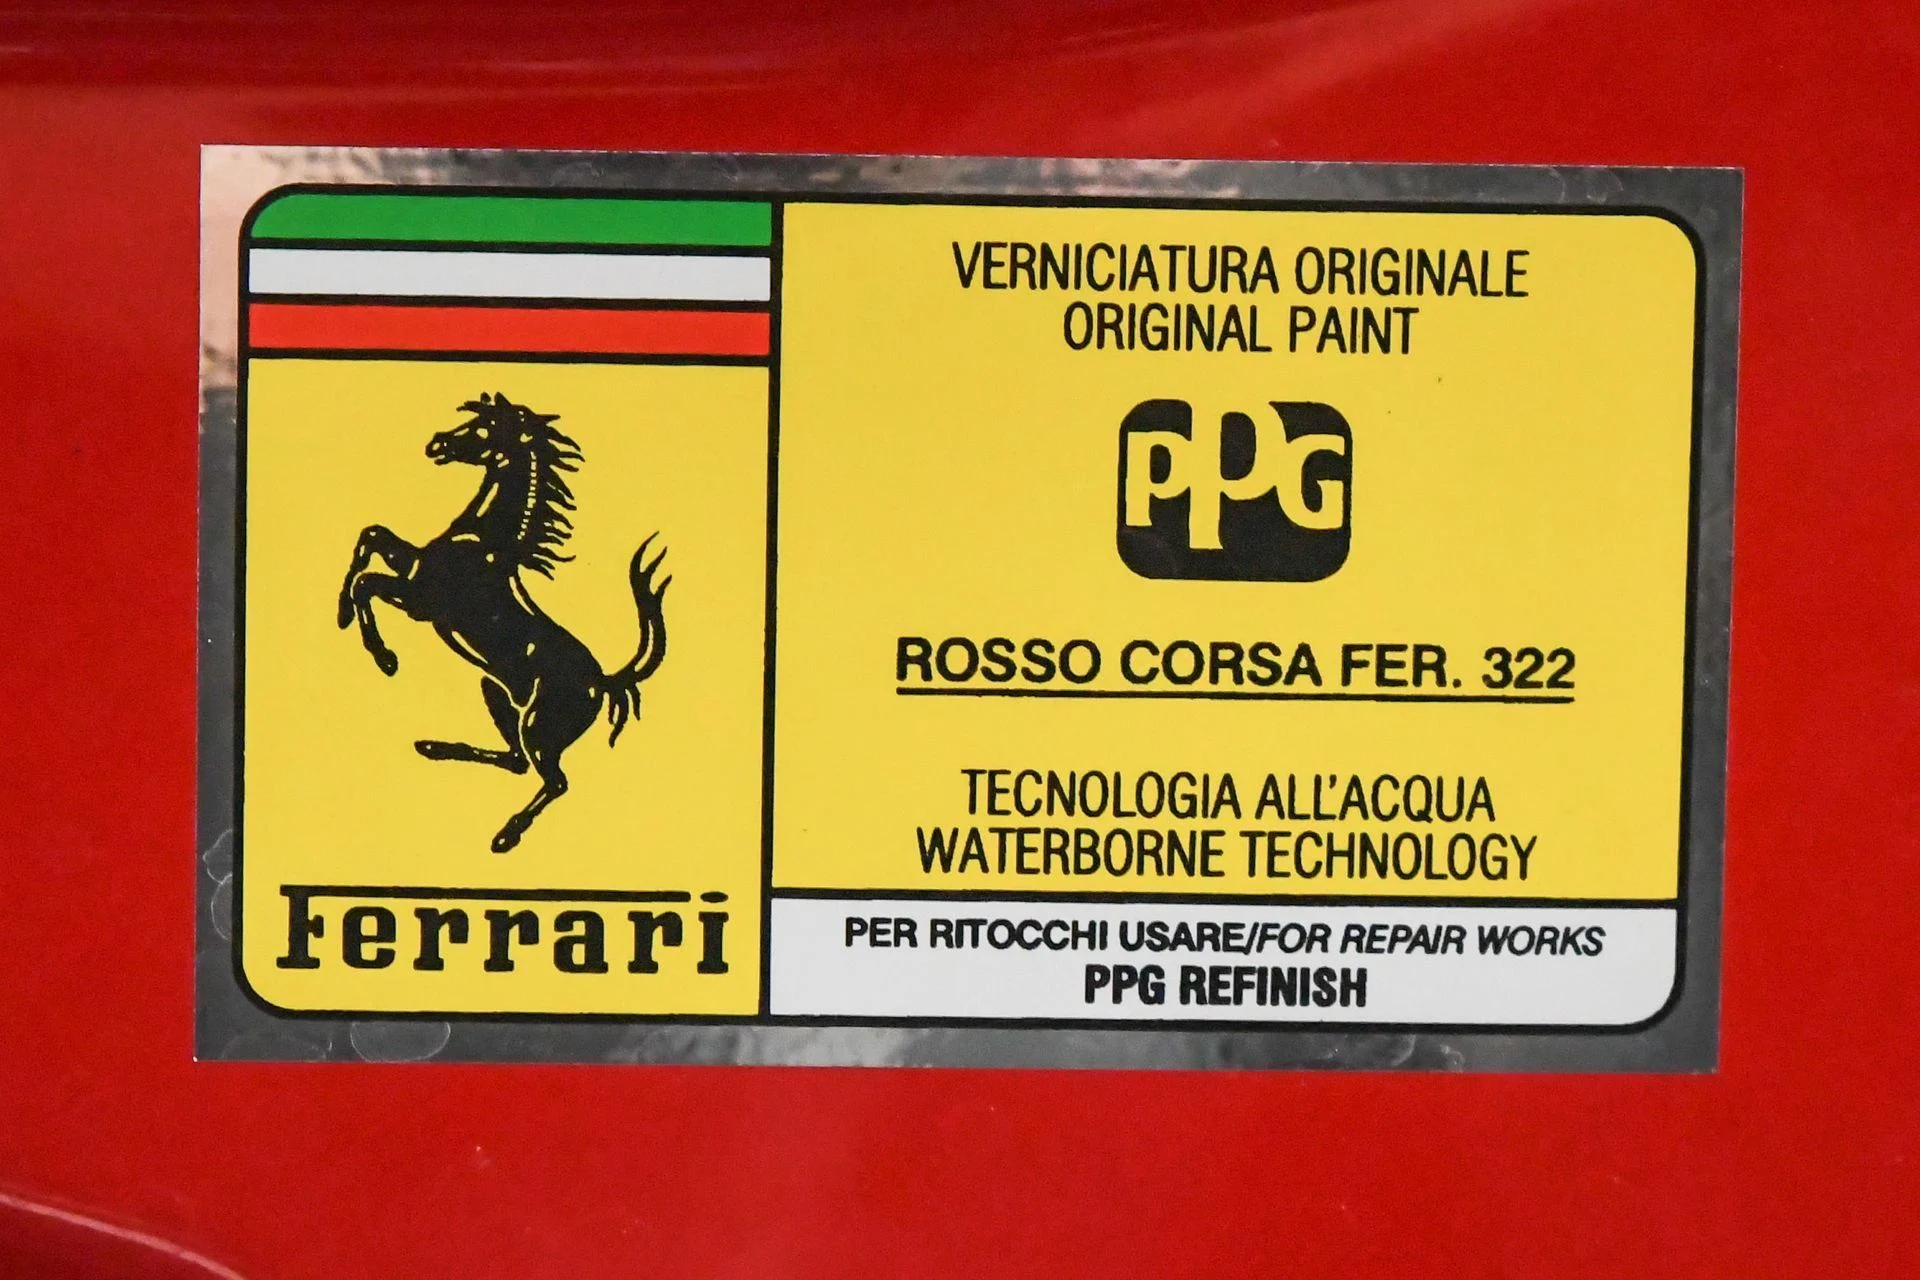 Ferrari
VERNICIATURA ORIGINALE
ORIGINAL PAINT
PPG
ROSSO CORSA FER. 322
TECNOLOGIA ALL'ACQUA
WATERBORNE TECHNOLOGY
PER RITOCCHI USARE/FOR REPAIR WORKS
PPG REFINISH